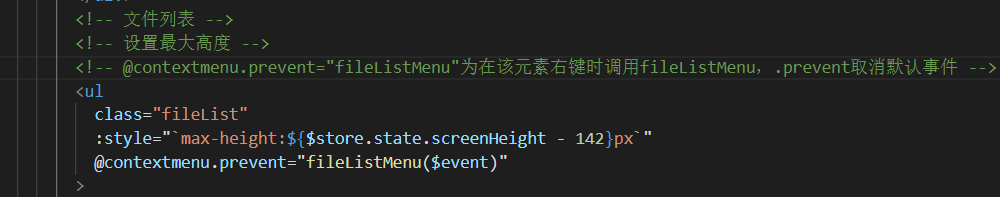 <!-- 文件列表 -->
<!-- 设置最大高度 -->
<!-- @contextmenu.prevent="fileListMenu"为在该元素右键时调用fileListMenu，.prevent取消默认事件 -->
<ul
class="fileList"
:style="`max-height:${$store.state.screenHeight - 142}px`"
@contextmenu.prevent="fileListMenu($event)"
>